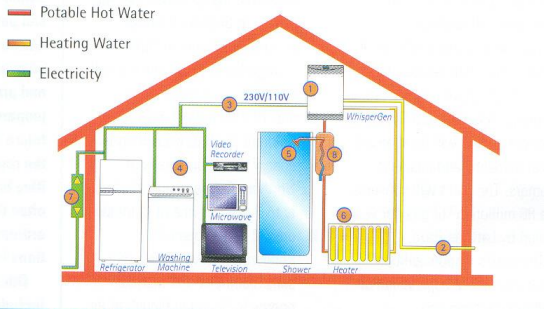 Potable Hot Water
Heating Water
Electricity
1
230V/110V
3
WhisperGen
2
Video
Recorder
5
8
4
7
Microwave
6
Refrigerator
Washing
Machine
Television
Shower
Heater